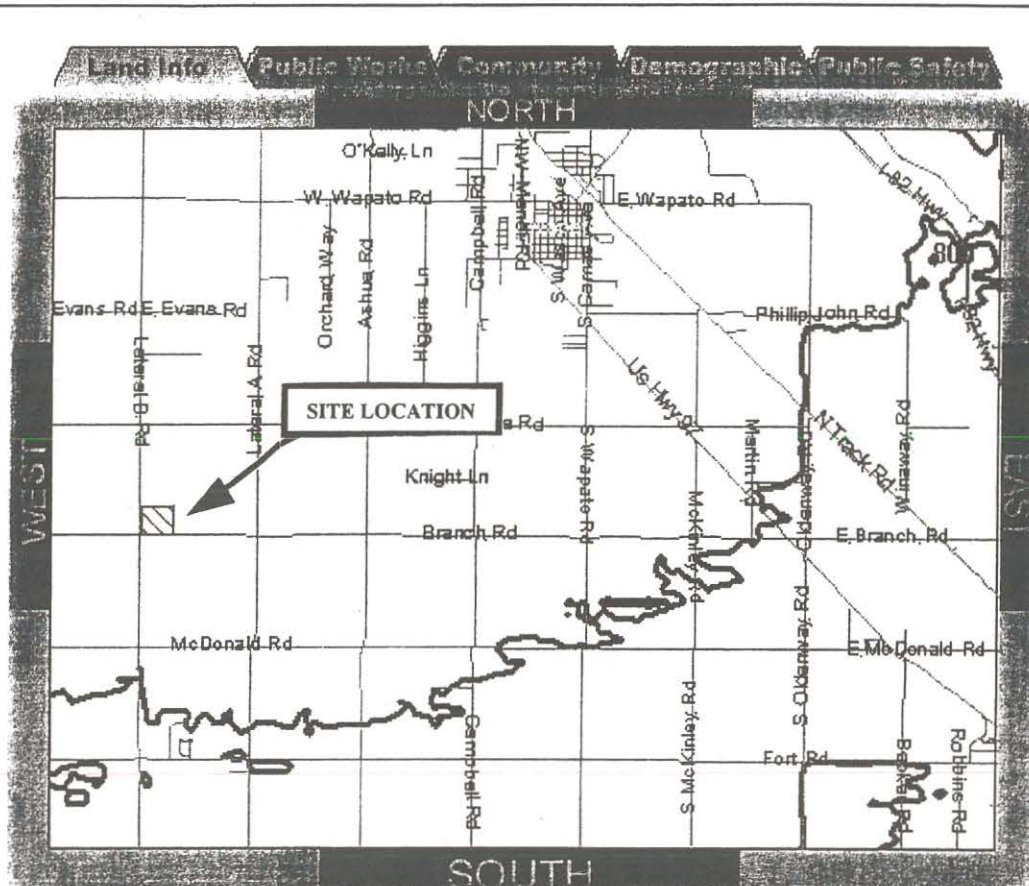 Land Info Public Works Community Demographic Public Safety
NORTH
O'Kelly Ln
W. Wapato Rd
E. Wapato Rd
I-82 Hwy
NW Manor Rd
Campbell Rd
Orchard Way
Ashue Rd
Higgins Ln
Evans Rd E. Evans Rd
Phillip John Rd
Lateral B. Rd
Lateral A Rd
SITE LOCATION
Us Hwy 97
Martin Rd
N Track Rd
Knight Ln
S Wapato Rd
McKinley Rd
WEST
Branch Rd
E. Branch Rd
McDonald Rd
E. McDonald Rd
S Oldenway Rd
S McKinley Rd
Campbell Rd
Fort Rd
Robbins Rd
SOUTH